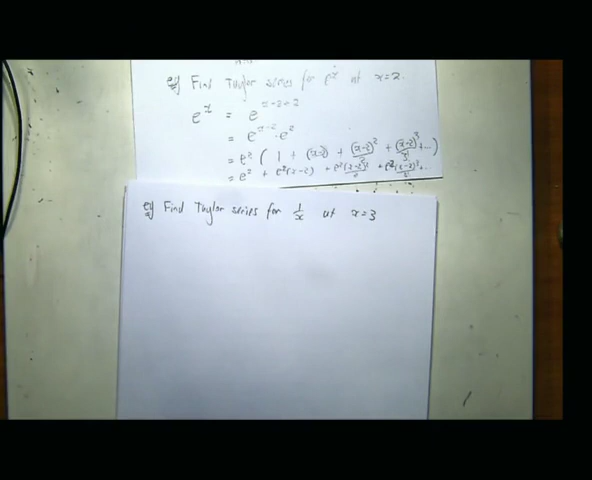 eg Find Taylor series for e^x at x=2.
e^x = e^{x-2+2}
= e^{x-2} · e^2
= e^2 ( 1 + (x-2) + (x-2)^2/2 + (x-2)^3/3! + ...)
= e^2 + e^2(x-2) + e^2(x-2)^2/2 + e^2(x-2)^3/6 ...
eg Find Taylor series for 1/x at x=3